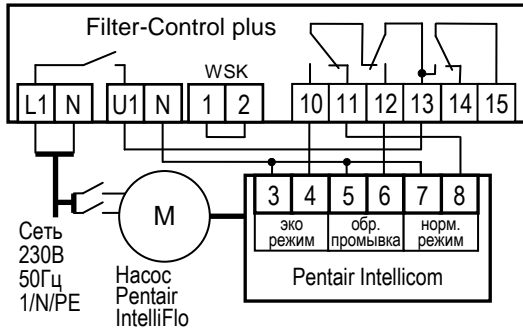 Filter-Control plus
WSK
L1 N U1 N 1 2 10 11 12 13 14 15
M
3 4 5 6 7 8
эко режим
обр. промывка
норм. режим
Pentair Intellicom
Сеть
230В
50Гц
1/N/PE
Насос
Pentair
IntelliFlo